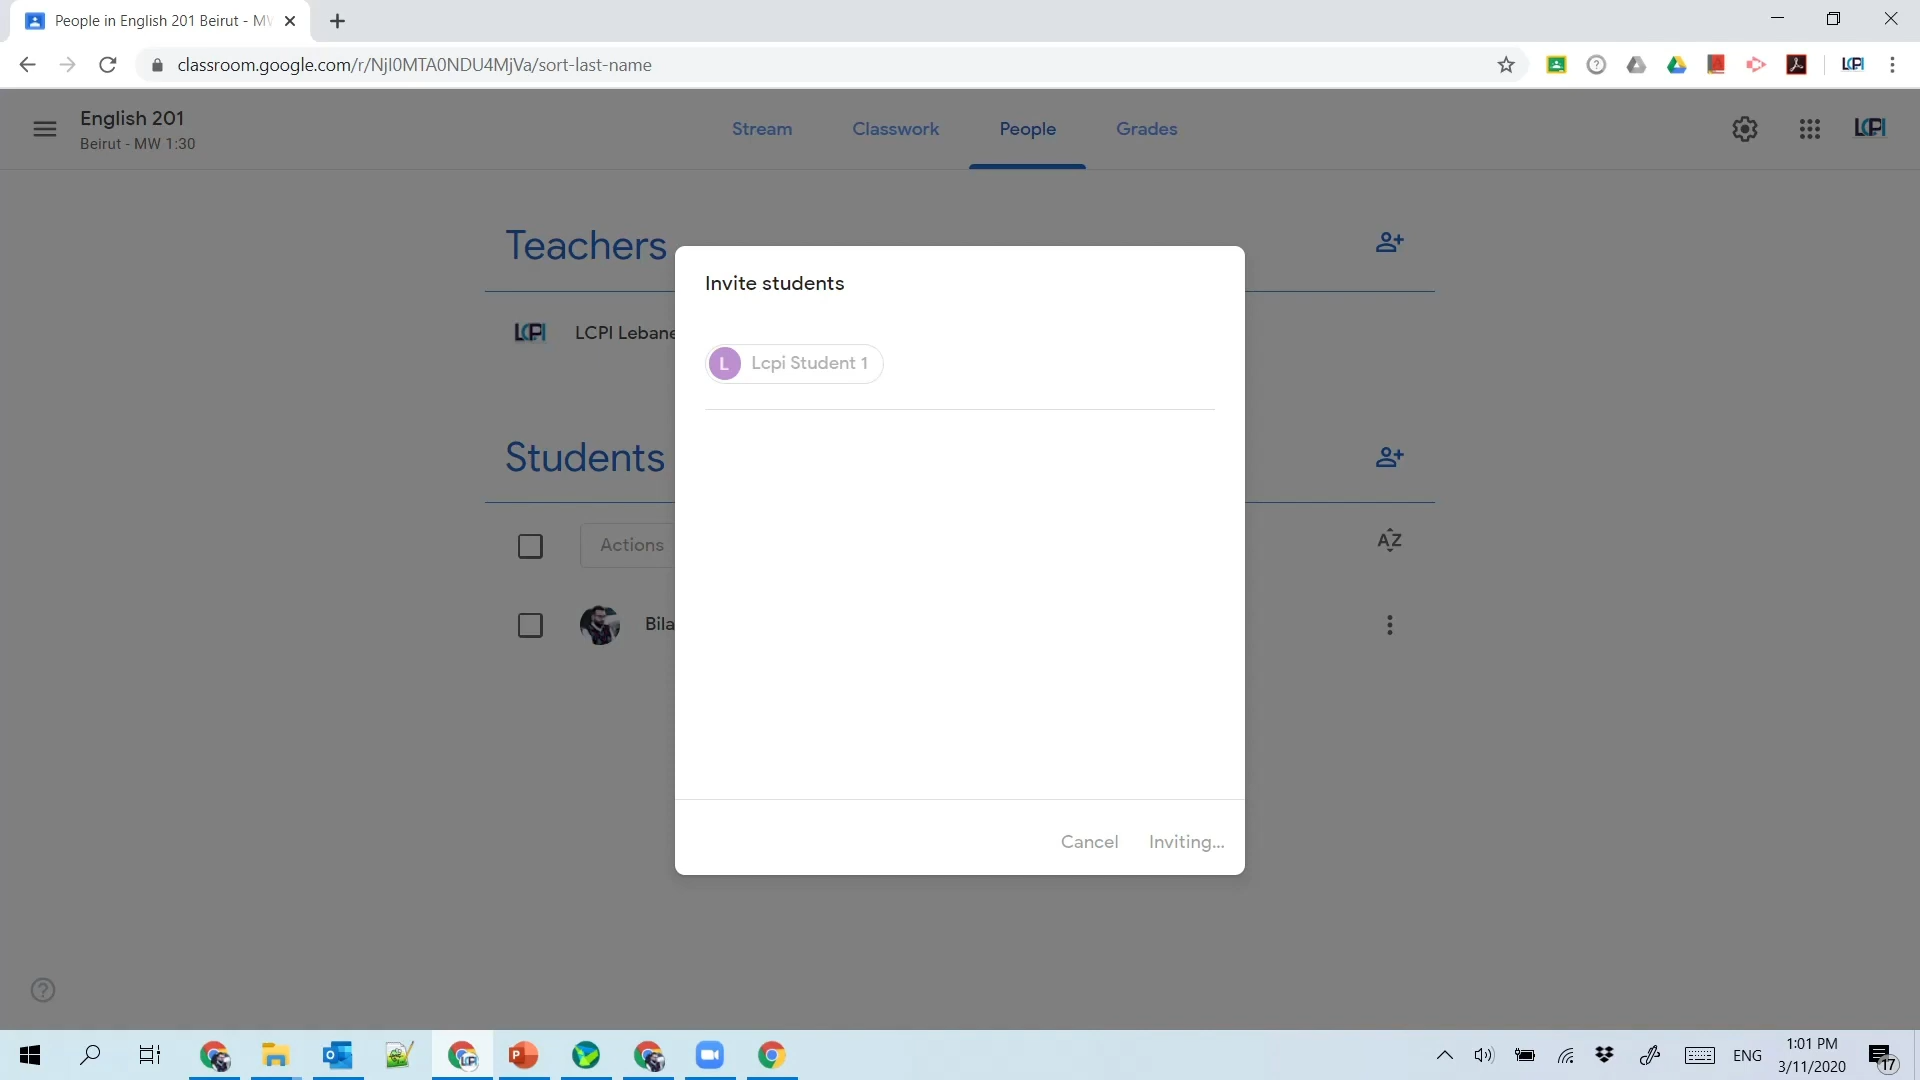 People in English 201 Beirut - MW
classroom.google.com/r/NjI0MTA0NDU4MjVa/sort-last-name
LCPI
English 201
Beirut - MW 1:30
Stream
Classwork
People
Grades
LCPI
Teachers
LCPI LCPI Lebane
Invite students
L Lcpi Student 1
Students
Actions
AZ
Bila
Cancel
Inviting...
ENG
1:01 PM
3/11/2020
17